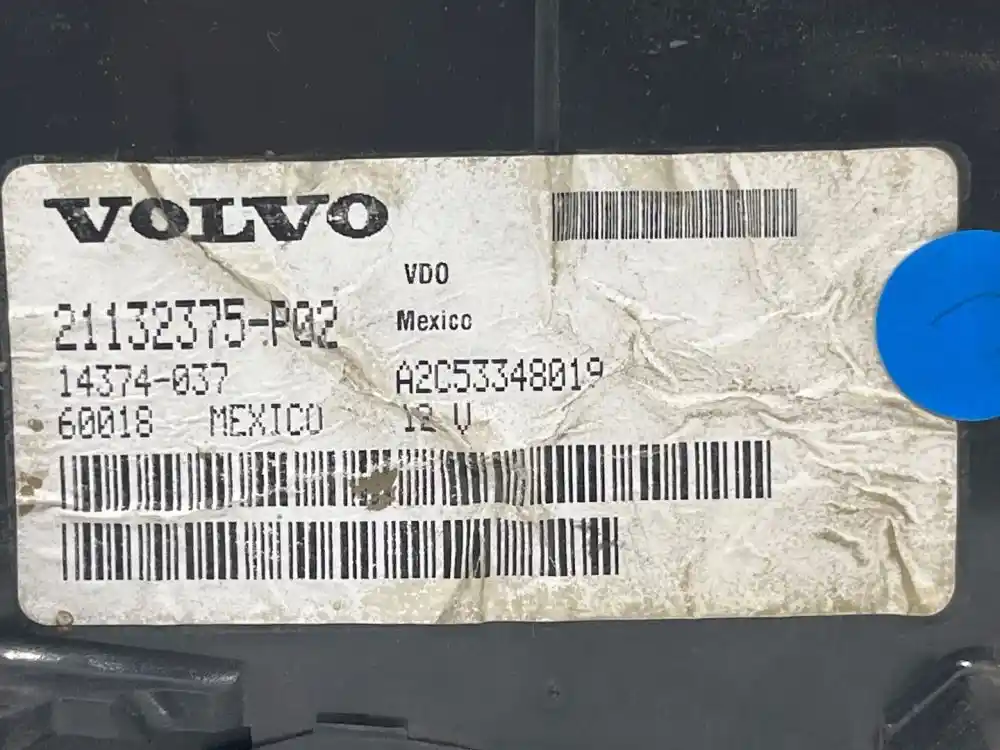 VOLVO
VDO
21132375-P02
Mexico
14374-037
A2C53348019
60018 MEXICO
12 V